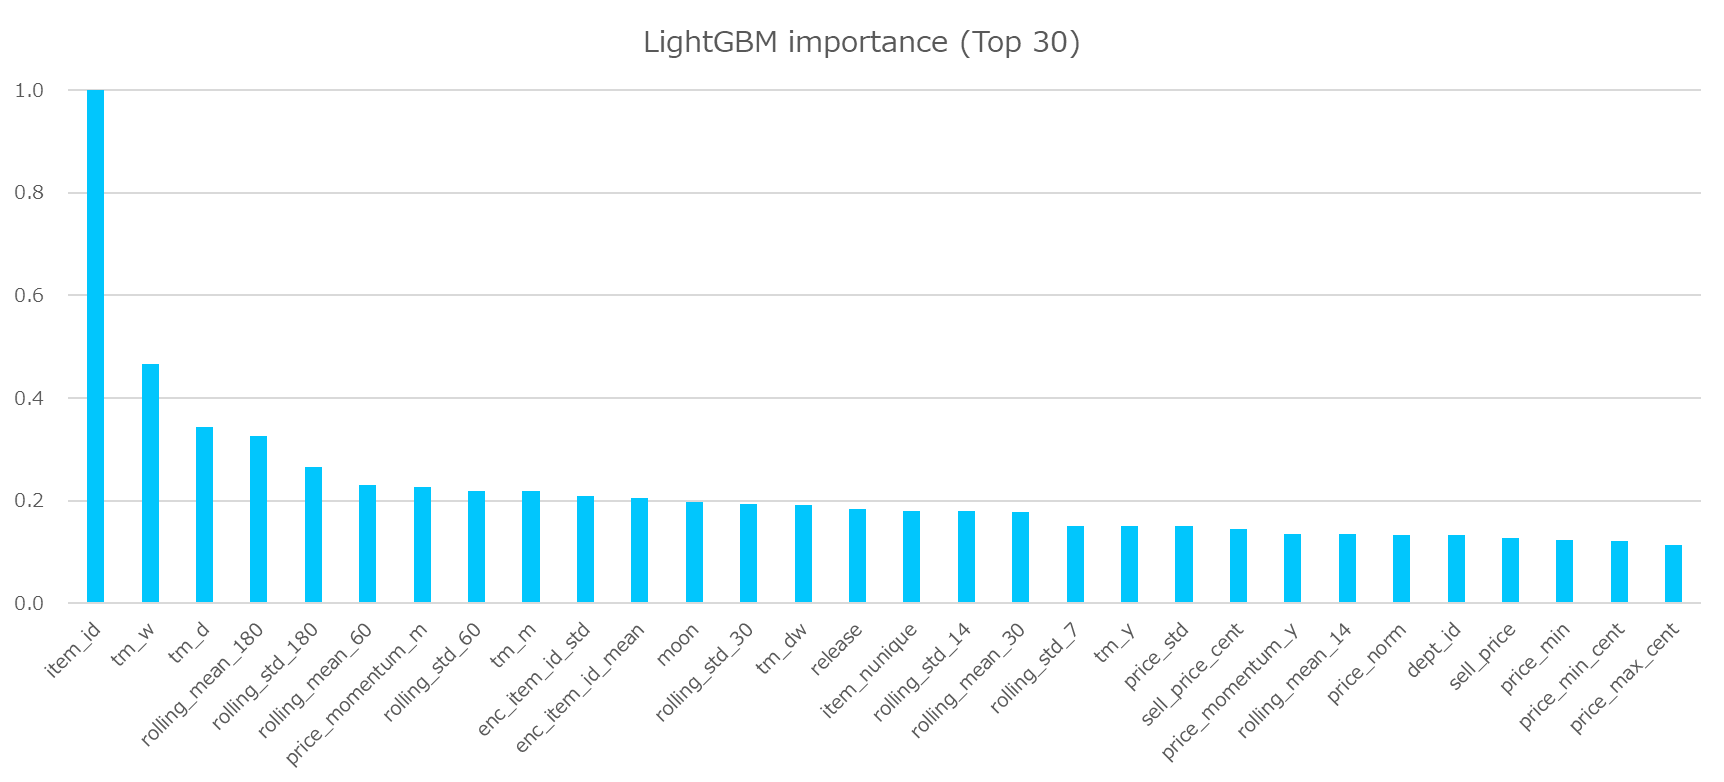 LightGBM importance (Top 30)
1.0
0.8
0.6
0.4
0.2
0.0
item_id
tm_w
tm_d
rolling_mean_180
rolling_std_180
rolling_mean_60
price_momentum_m
rolling_std_60
tm_m
enc_item_id_std
enc_item_id_mean
moon
rolling_std_30
tm_dw
release
item_nunique
rolling_std_14
rolling_mean_30
rolling_std_7
tm_y
price_std
sell_price_cent
price_momentum_y
rolling_mean_14
price_norm
dept_id
sell_price
price_min
price_min_cent
price_max_cent